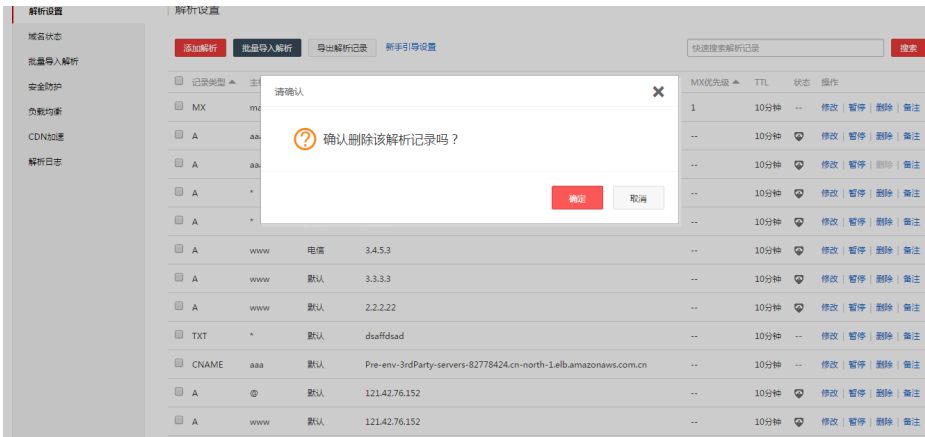 解析设置
域名状态
批量导入解析
安全防护
负载均衡
CDN加速
解析日志
解析设置
添加解析 批量导入解析 导出解析记录 新手引导设置 快速搜索解析记录 搜索
记录类型 主 MX优先级 TTL 状态 操作
请确认
确认删除该解析记录吗？
确定 取消
MX ma 1 10分钟 -- 修改 | 暂停 | 删除 | 备注
A aa -- 10分钟 修改 | 暂停 | 删除 | 备注
A aa -- 10分钟 修改 | 暂停 | 删除 | 备注
A * -- 10分钟 修改 | 暂停 | 删除 | 备注
A * -- 10分钟 修改 | 暂停 | 删除 | 备注
A www 电信 3.4.5.3 -- 10分钟 修改 | 暂停 | 删除 | 备注
A www 默认 3.3.3.3 -- 10分钟 修改 | 暂停 | 删除 | 备注
A www 默认 2.2.2.22 -- 10分钟 修改 | 暂停 | 删除 | 备注
TXT * 默认 dsaffdsad -- 10分钟 -- 修改 | 暂停 | 删除 | 备注
CNAME aaa 默认 Pre-env-3rdParty-servers-82778424.cn-north-1.elb.amazonaws.com.cn -- 10分钟 -- 修改 | 暂停 | 删除 | 备注
A @ 默认 121.42.76.152 -- 10分钟 修改 | 暂停 | 删除 | 备注
A www 默认 121.42.76.152 -- 10分钟 修改 | 暂停 | 删除 | 备注